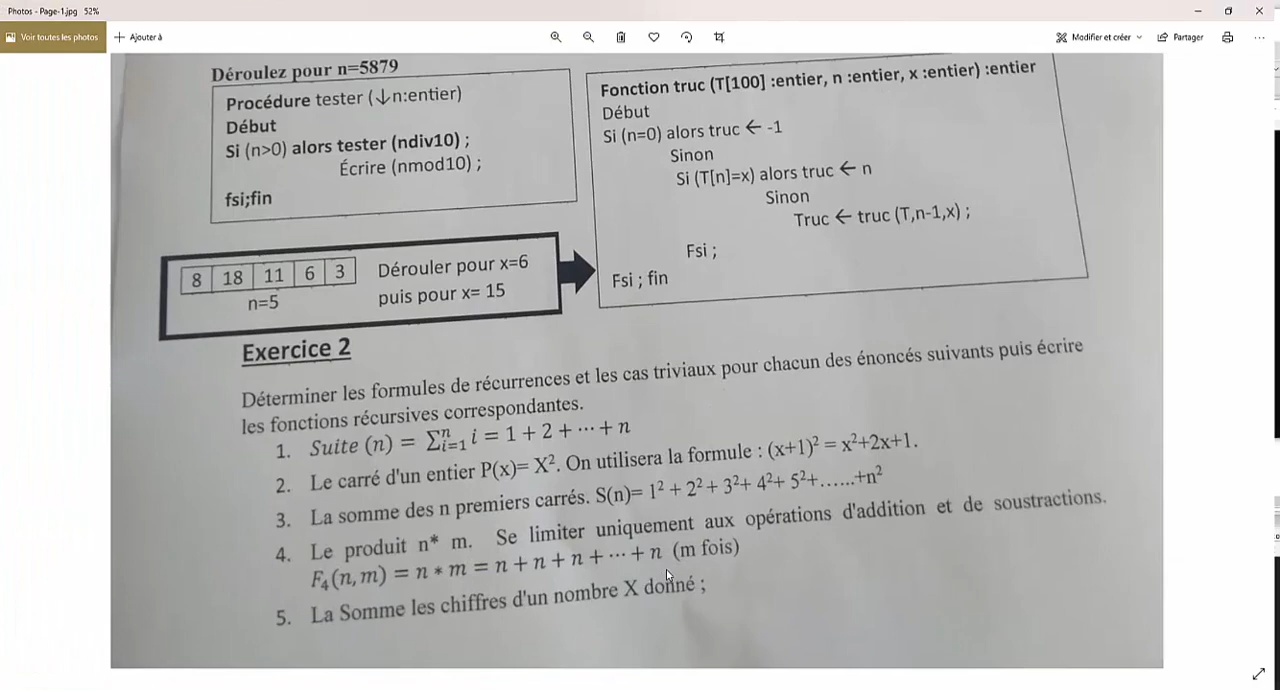 Photos - Page-1.jpg 52%
Voir toutes les photos
Ajouter à
Modifier et créer
Partager
Déroulez pour n=5879
Procédure tester (↓n:entier)
Début
Si (n>0) alors tester (ndiv10) ;
Écrire (nmod10) ;
fsi;fin
Fonction truc (T[100] :entier, n :entier, x :entier) :entier
Début
Si (n=0) alors truc ← -1
Sinon
Si (T[n]=x) alors truc ← n
Sinon
Truc ← truc (T,n-1,x) ;
Fsi ;
Fsi ; fin
8 18 11 6 3
n=5
Dérouler pour x=6
puis pour x= 15
Exercice 2
Déterminer les formules de récurrences et les cas triviaux pour chacun des énoncés suivants puis écrire
les fonctions récursives correspondantes.
1. Suite (n) = ∑ⁿᵢ₌₁ i = 1 + 2 + ⋯ + n
2. Le carré d'un entier P(x)= X². On utilisera la formule : (x+1)² = x²+2x+1.
3. La somme des n premiers carrés. S(n)= 1² + 2² + 3²+ 4²+ 5²+……+n²
4. Le produit n* m. Se limiter uniquement aux opérations d'addition et de soustractions.
F₄(n, m) = n ∗ m = n + n + n + ⋯ + n (m fois)
5. La Somme les chiffres d'un nombre X donné ;